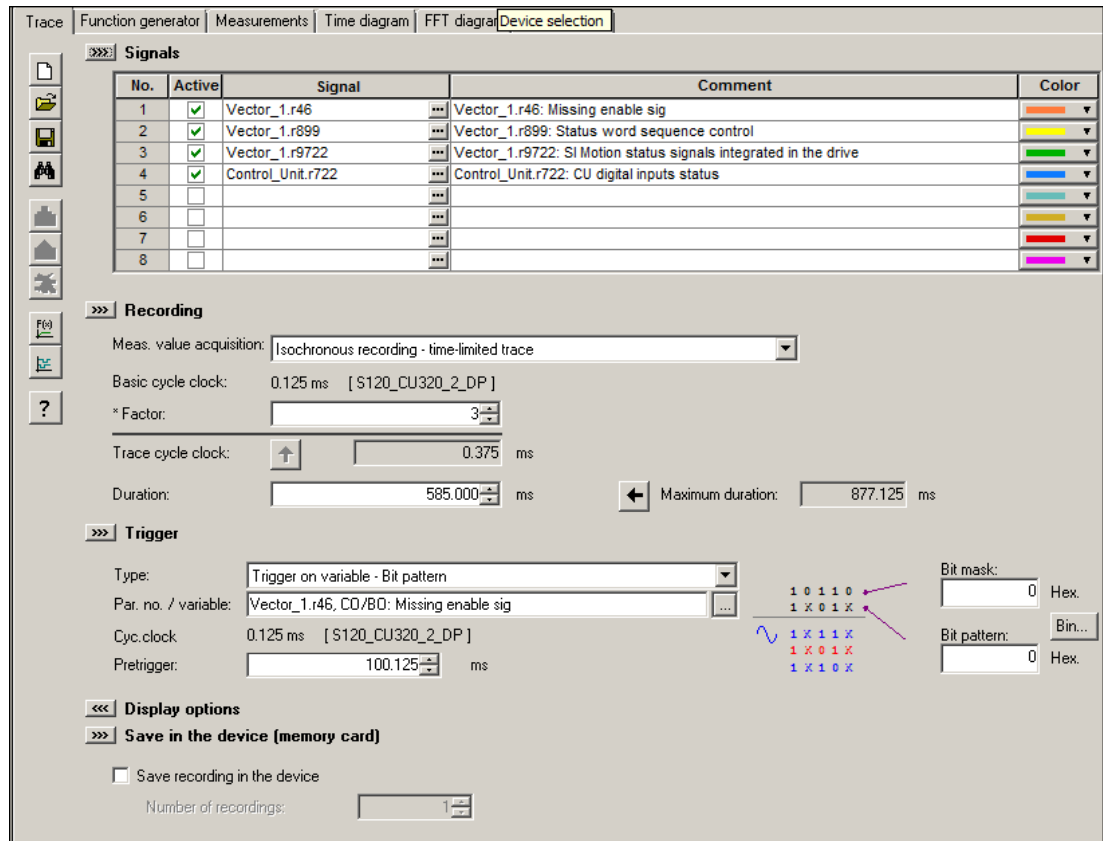 Trace Function generator Measurements Time diagram FFT diagrar Device selection
Signals
No. Active Signal Comment Color
1 Vector_1.r46 ... Vector_1.r46: Missing enable sig
2 Vector_1.r899 ... Vector_1.r899: Status word sequence control
3 Vector_1.r9722 ... Vector_1.r9722: SI Motion status signals integrated in the drive
4 Control_Unit.r722 ... Control_Unit.r722: CU digital inputs status
5 ...
6 ...
7 ...
8 ...
Recording
Meas. value acquisition: Isochronous recording - time-limited trace
Basic cycle clock: 0.125 ms [ S120_CU320_2_DP ]
* Factor: 3
Trace cycle clock: 0.375 ms
Duration: 585.000 ms Maximum duration: 877.125 ms
Trigger
Type: Trigger on variable - Bit pattern
Par. no. / variable: Vector_1.r46, CO/BO: Missing enable sig ...
Cyc.clock 0.125 ms [ S120_CU320_2_DP ]
Pretrigger: 100.125 ms
1 0 1 1 0
1 X 0 1 X
1 X 1 1 X
1 X 0 1 X
1 X 1 0 X
Bit mask:
0 Hex.
Bin...
Bit pattern:
0 Hex.
Display options
Save in the device (memory card)
Save recording in the device
Number of recordings: 1
F(x)
?